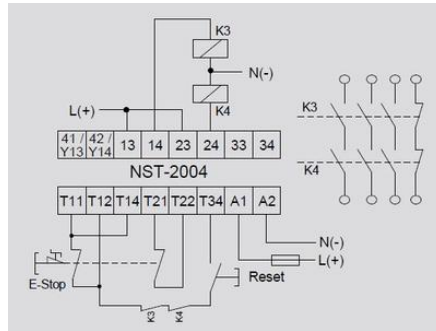 K3
N(-)
L(+)
K4
41 / Y13
42 / Y14
13
14
23
24
33
34
NST-2004
T11
T12
T14
T21
T22
T34
A1
A2
N(-)
L(+)
E-Stop
Reset
K3
K4
K3
K4